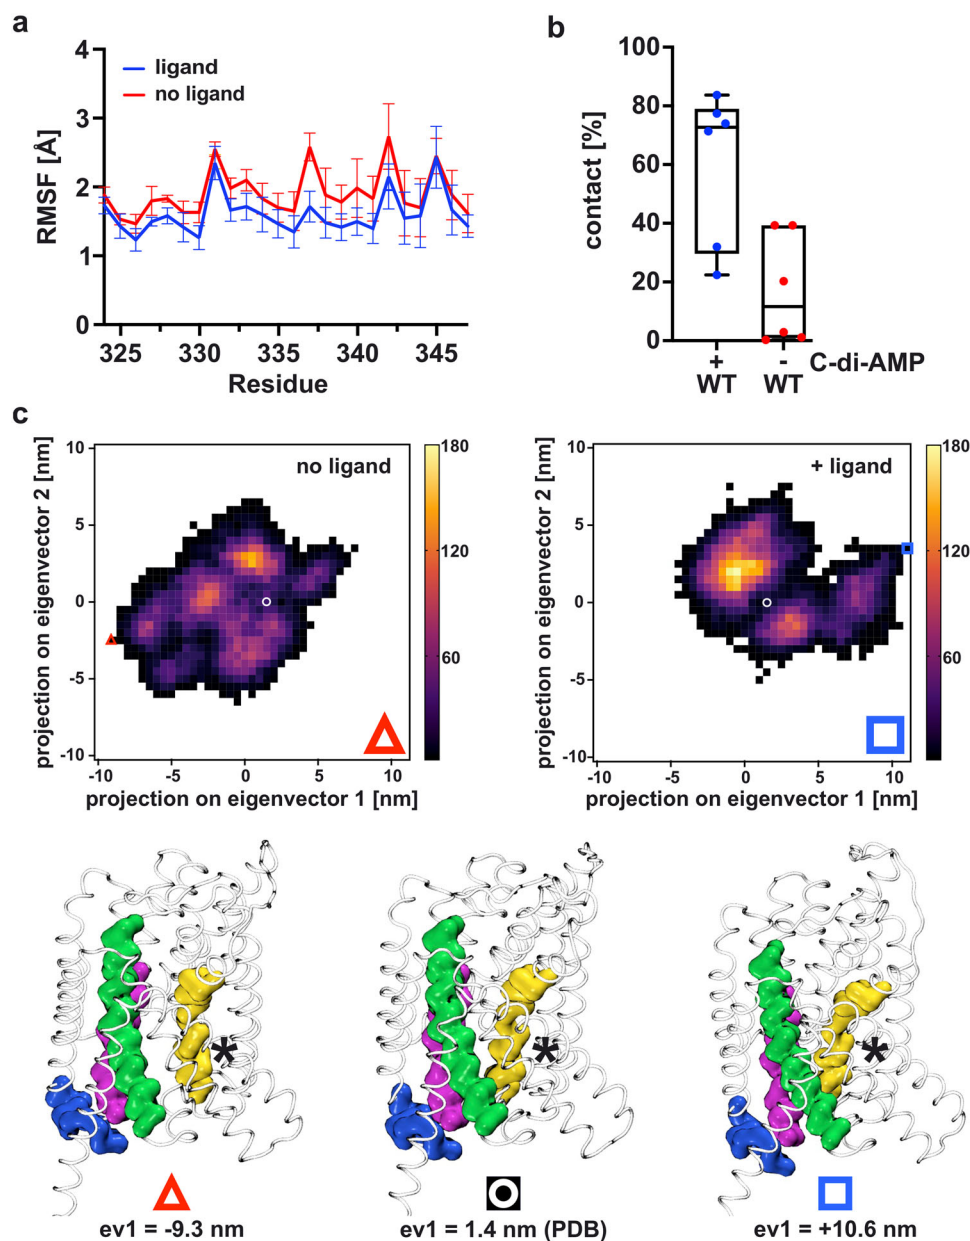 a
4
3
2
1
0
RMSF [Å]
ligand
no ligand
325 330 335 340 345
Residue
b
100
80
60
40
20
0
contact [%]
+ - C-di-AMP
WT WT
c
10
5
0
-5
-10
projection on eigenvector 2 [nm]
no ligand
-10 -5 0 5 10
projection on eigenvector 1 [nm]
180
120
60
10
5
0
-5
-10
projection on eigenvector 2 [nm]
+ ligand
-10 -5 0 5 10
projection on eigenvector 1 [nm]
180
120
60
* * *
ev1 = -9.3 nm
ev1 = 1.4 nm (PDB)
ev1 = +10.6 nm